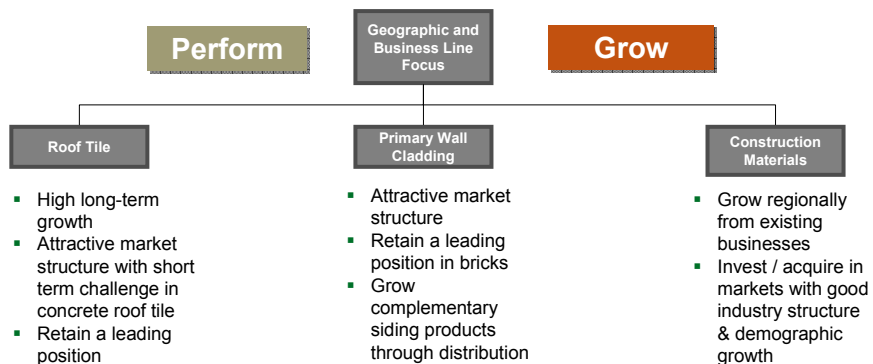 Perform
Geographic and
Business Line
Focus
Grow
Roof Tile
Primary Wall
Cladding
Construction
Materials
▪ High long-term
growth
▪ Attractive market
structure with short
term challenge in
concrete roof tile
▪ Retain a leading
position
▪ Attractive market
structure
▪ Retain a leading
position in bricks
▪ Grow
complementary
siding products
through distribution
▪ Grow regionally
from existing
businesses
▪ Invest / acquire in
markets with good
industry structure
& demographic
growth